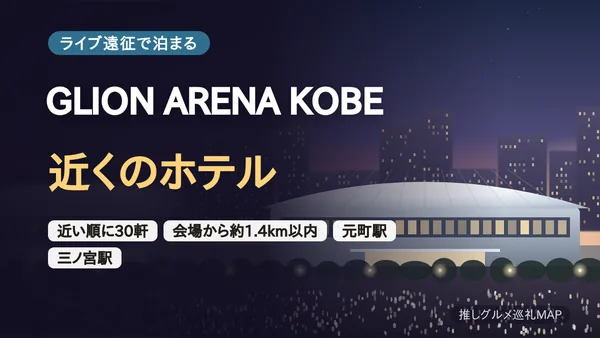 ライブ遠征で泊まる
GLION ARENA KOBE
近くのホテル
近い順に30軒 会場から約1.4km以内 元町駅
三ノ宮駅
推しグルメ巡礼MAP